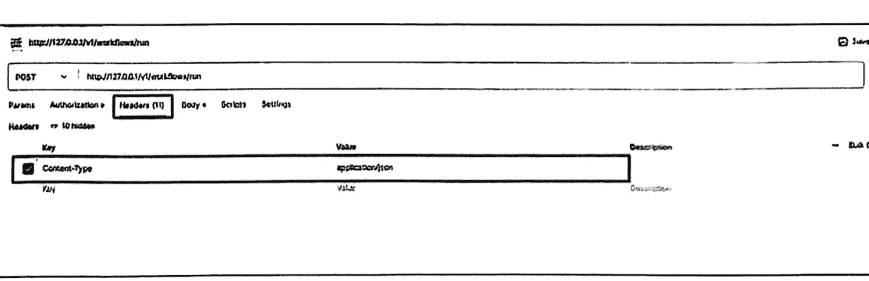 http://127.0.0.1/v1/workflows/run
POST http://127.0.0.1/v1/workflows/run
Params Authorization Headers (11) Body Scripts Settings
Headers 10 hidden
Key Value Description
Content-Type application/json
Key Value Description